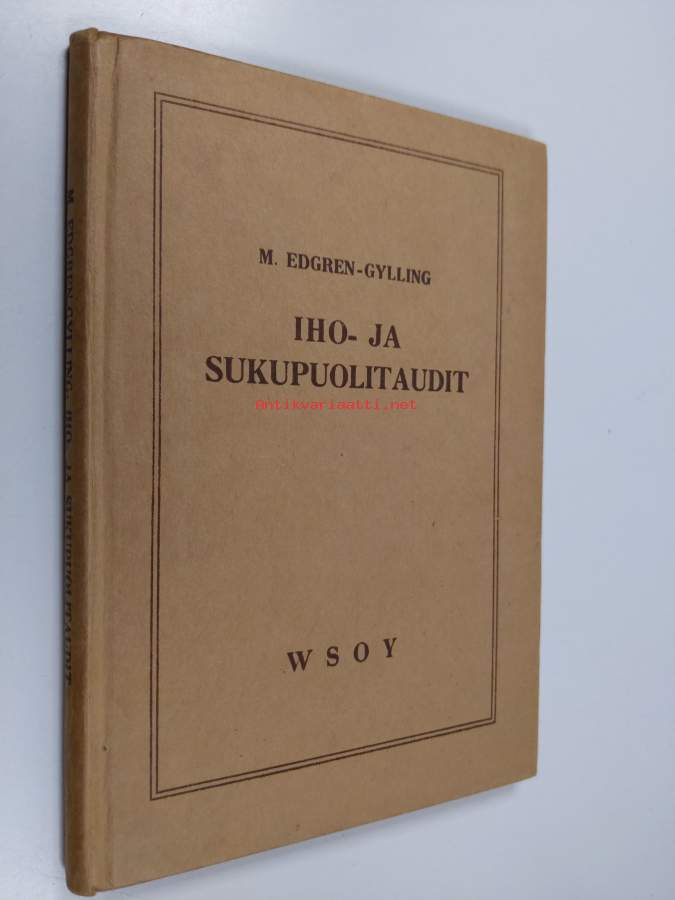 M. EDGREN-GYLLING
IHO- JA
SUKUPUOLITAUDIT
Antikvariaatti.net
WSOY
M. EDGREN-GYLLING, IHO- JA SUKUPUOLITAUDIT